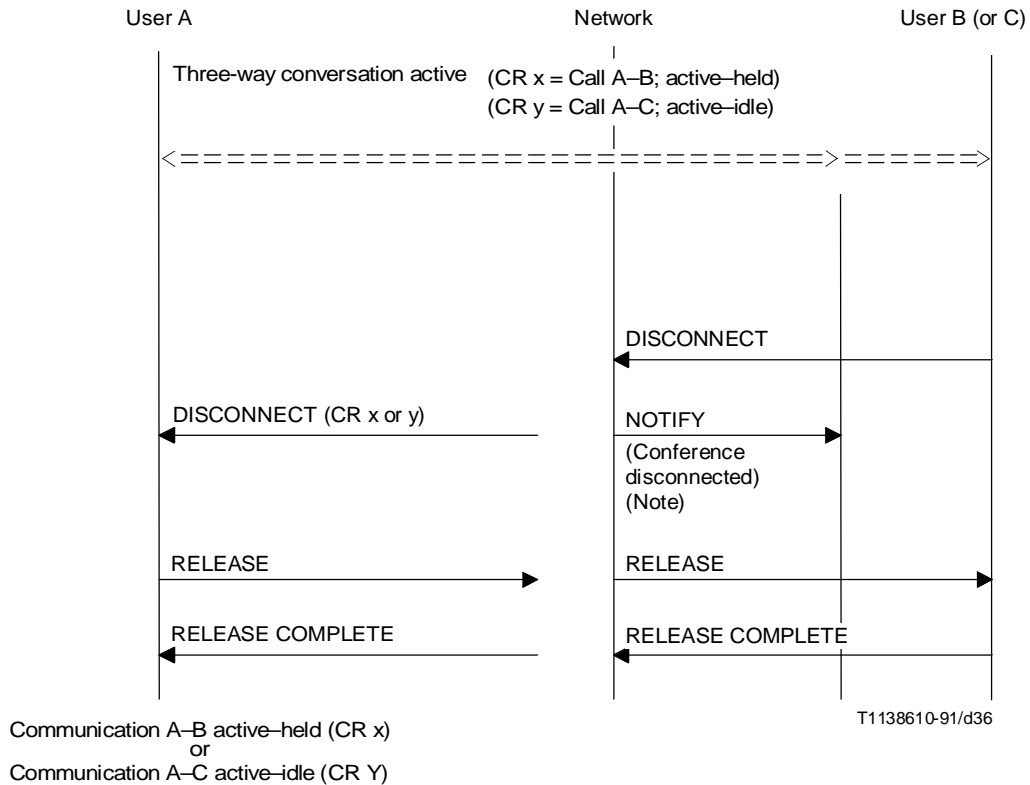 User A
Network
User B (or C)
Three-way conversation active
(CR x = Call A–B; active–held)
(CR y = Call A–C; active–idle)
DISCONNECT
DISCONNECT (CR x or y)
NOTIFY
(Conference
disconnected)
(Note)
RELEASE
RELEASE
RELEASE COMPLETE
RELEASE COMPLETE
T1138610-91/d36
Communication A–B active–held (CR x)
or
Communication A–C active–idle (CR Y)